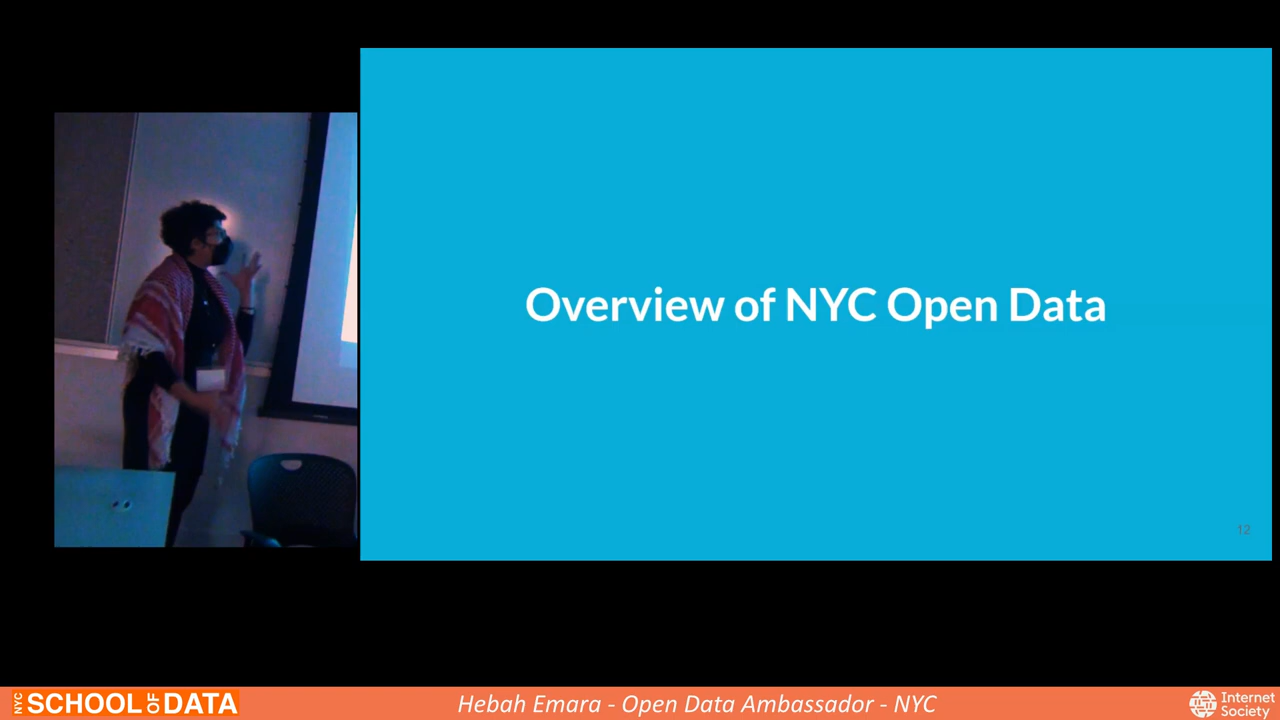 Overview of NYC Open Data
12
NYC SCHOOL OF DATA
Hebah Emara - Open Data Ambassador - NYC
Internet
Society